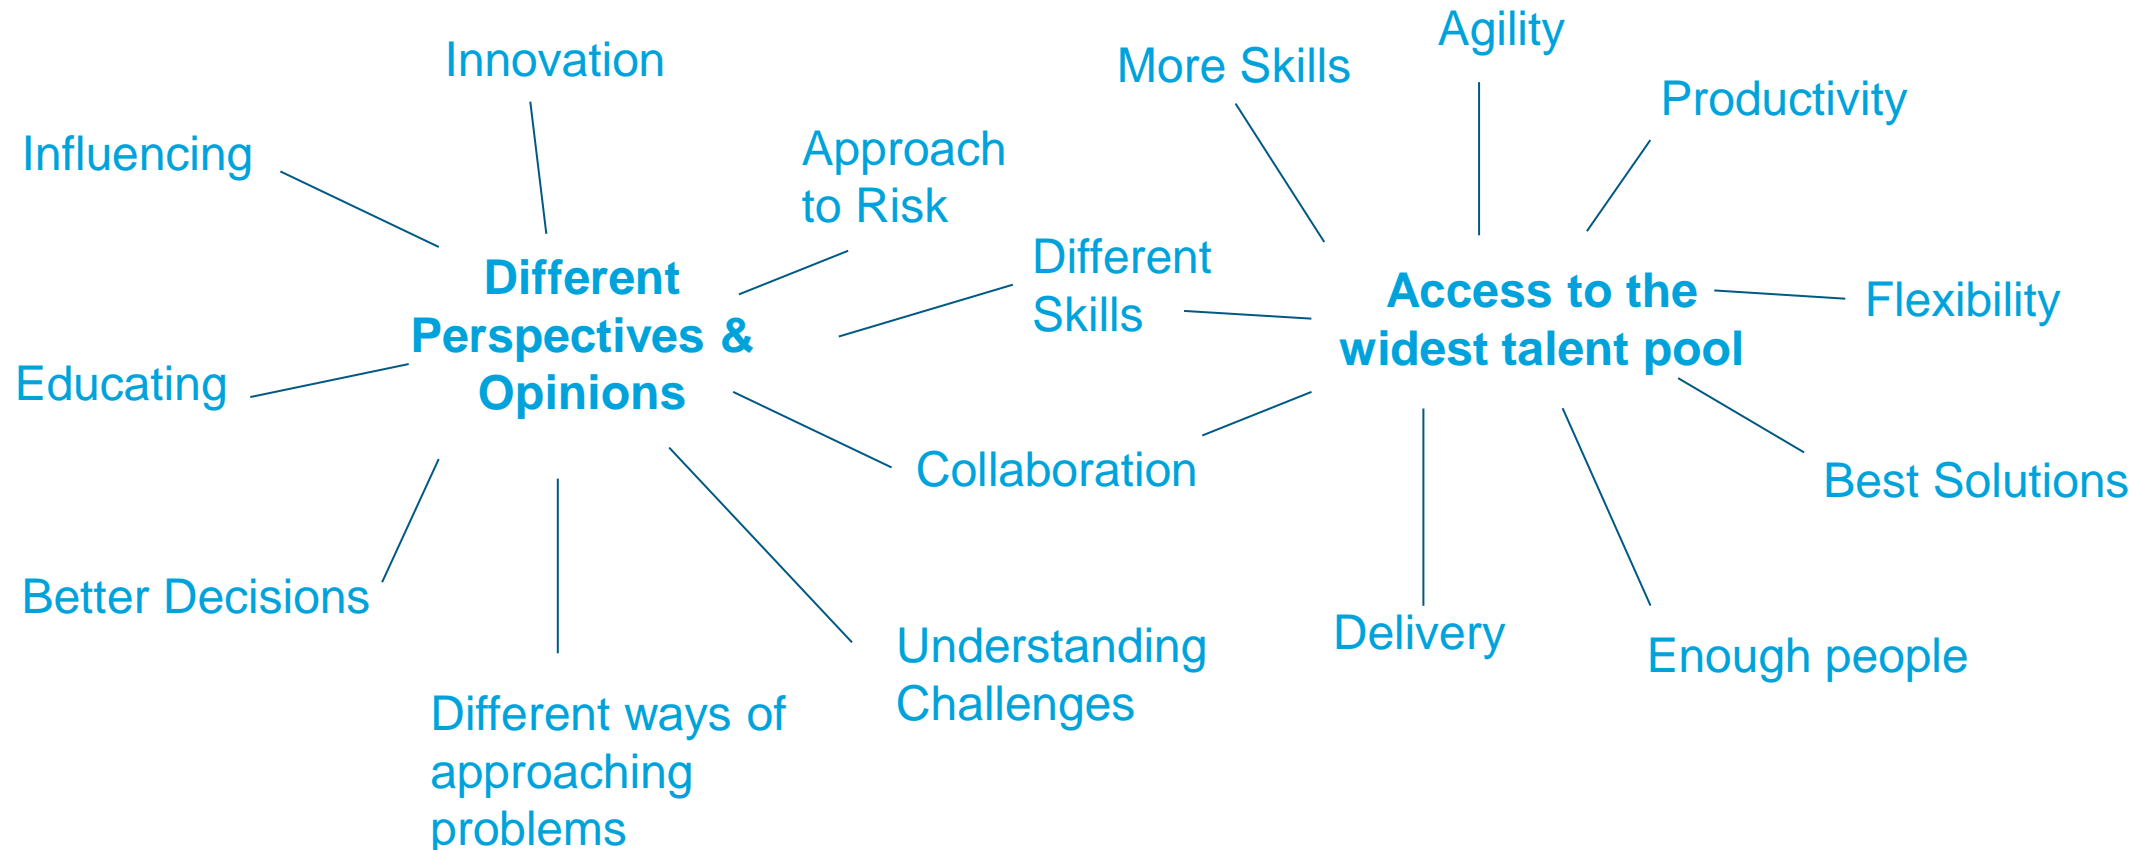 Innovation
Influencing
Approach
to Risk
Different
Perspectives &
Opinions
Educating
Better Decisions
Different ways of
approaching
problems
Understanding
Challenges
Different
Skills
Collaboration
More Skills
Agility
Productivity
Access to the
widest talent pool
Flexibility
Best Solutions
Delivery
Enough people